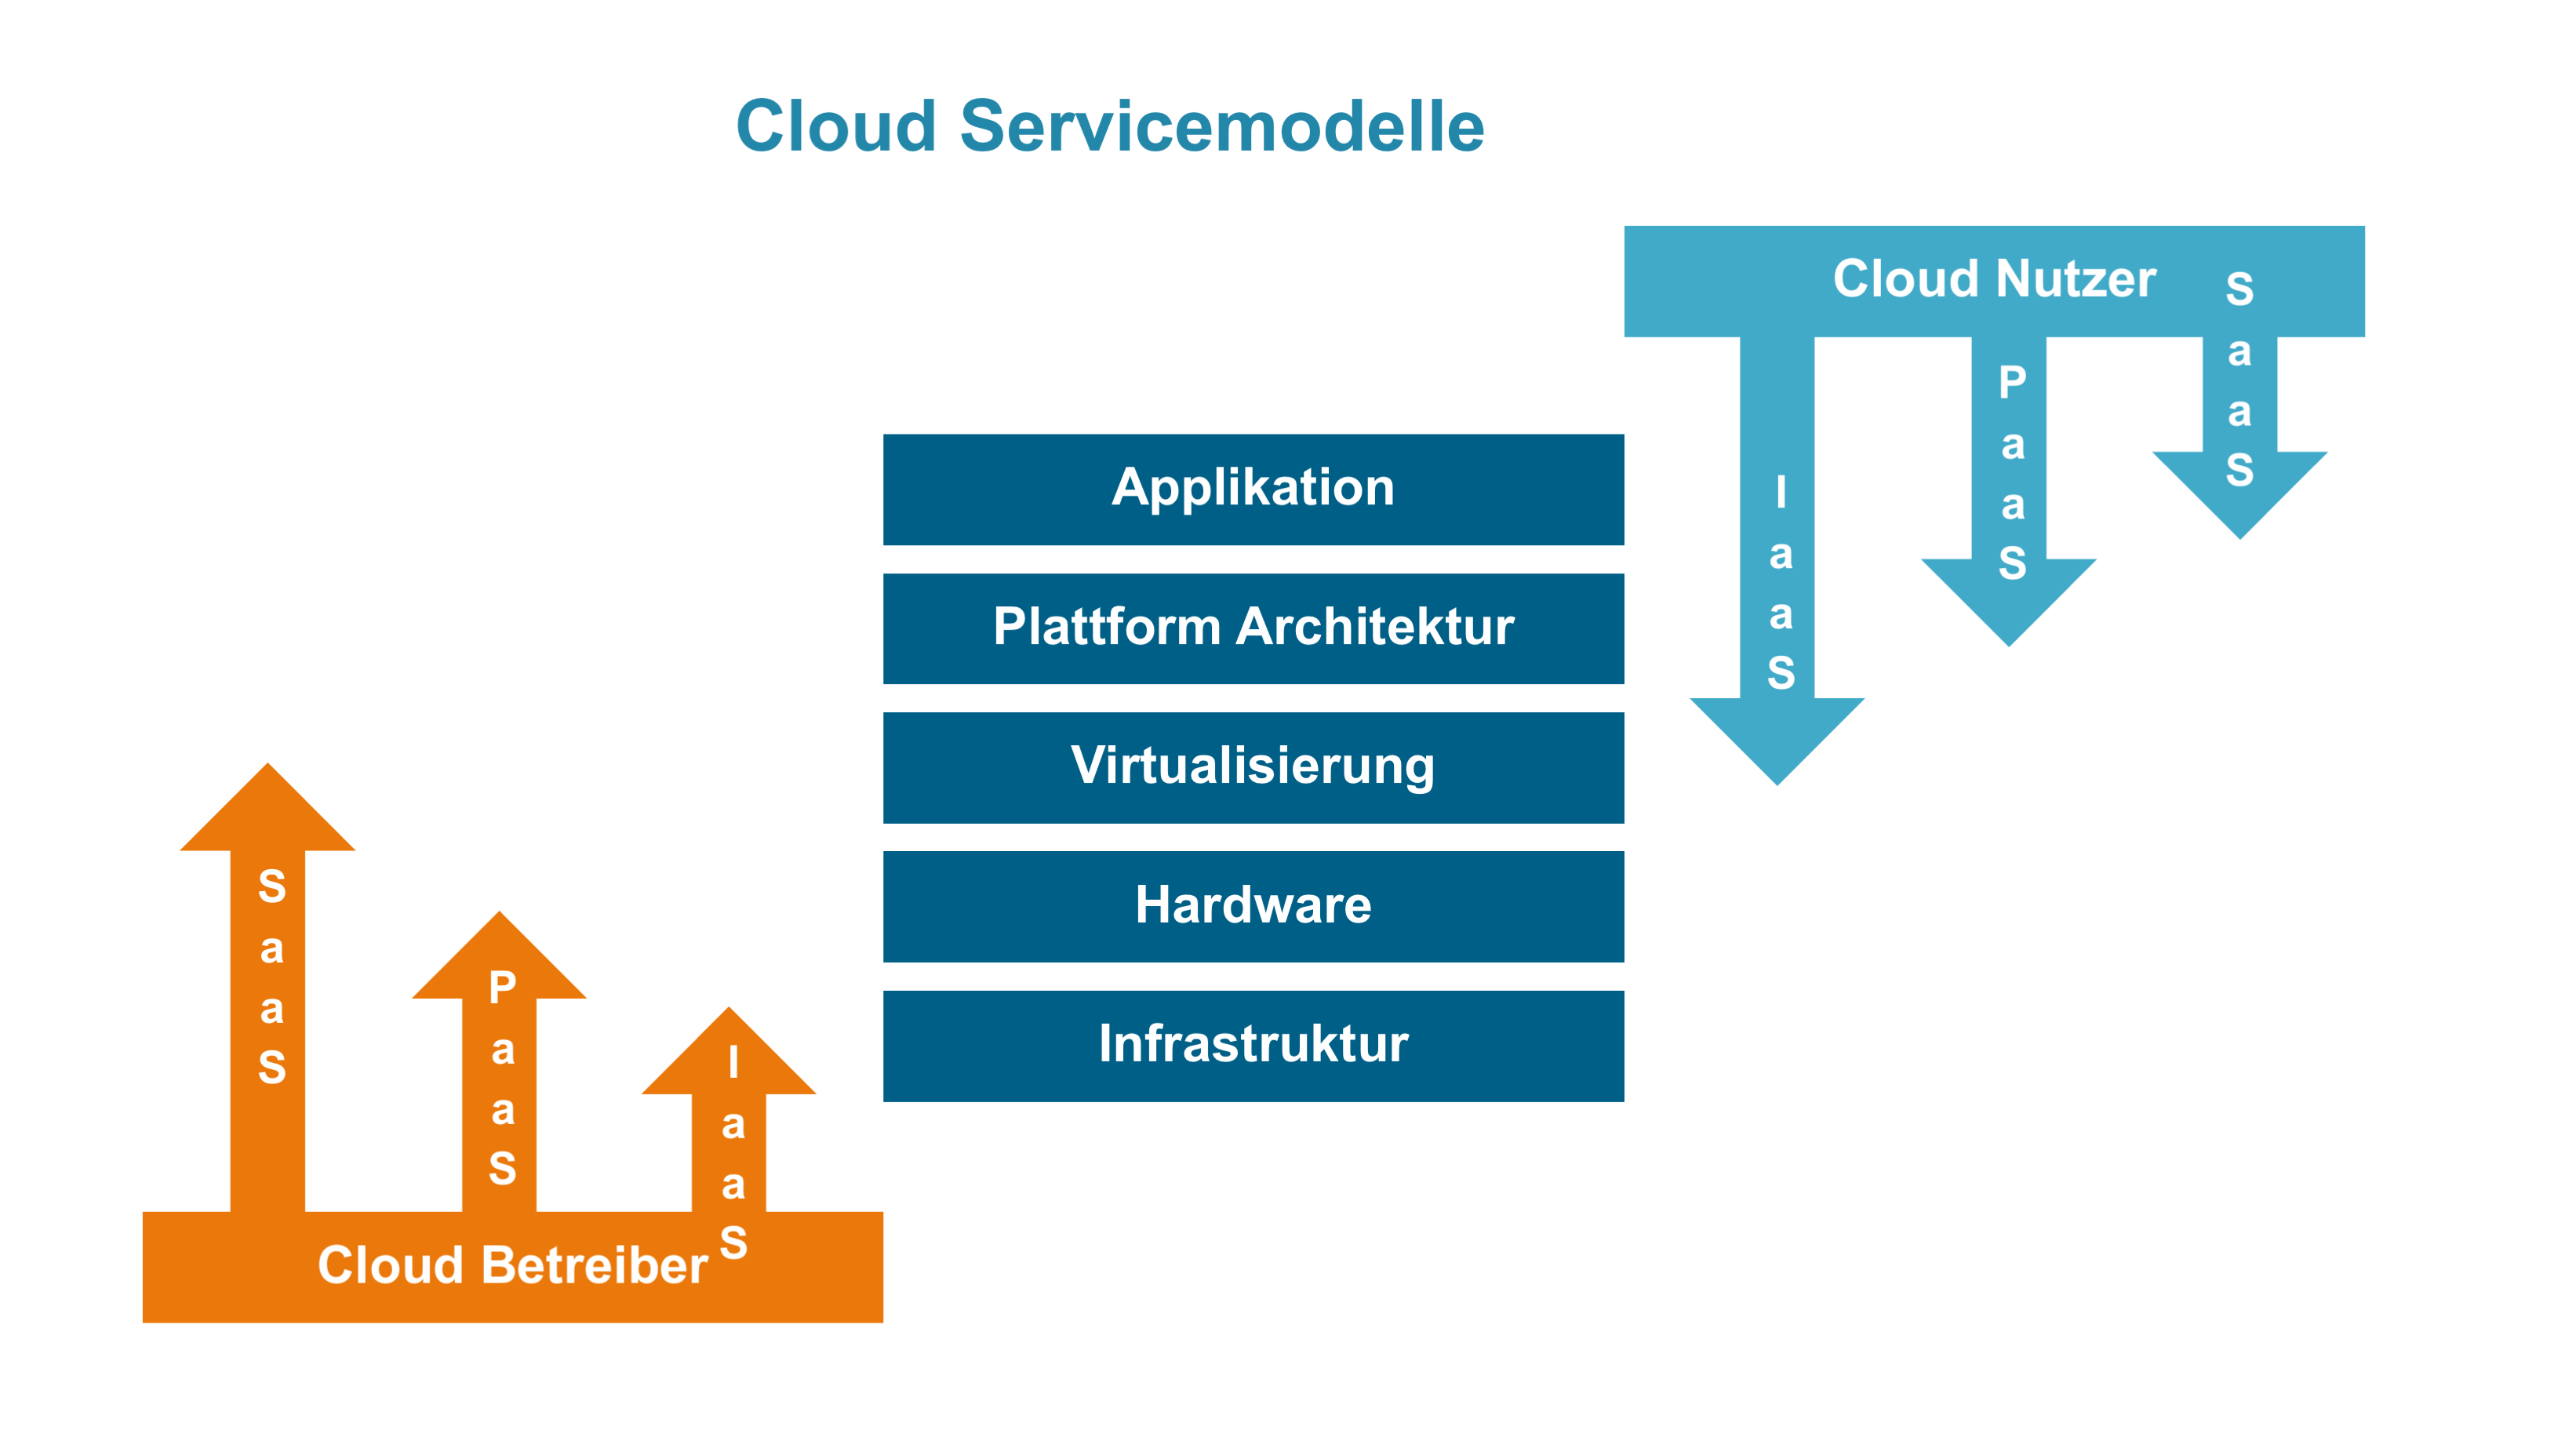 Cloud Servicemodelle
Cloud Nutzer
IaaS
PaaS
SaaS
Applikation
Plattform Architektur
Virtualisierung
Hardware
Infrastruktur
SaaS
PaaS
IaaS
Cloud Betreiber